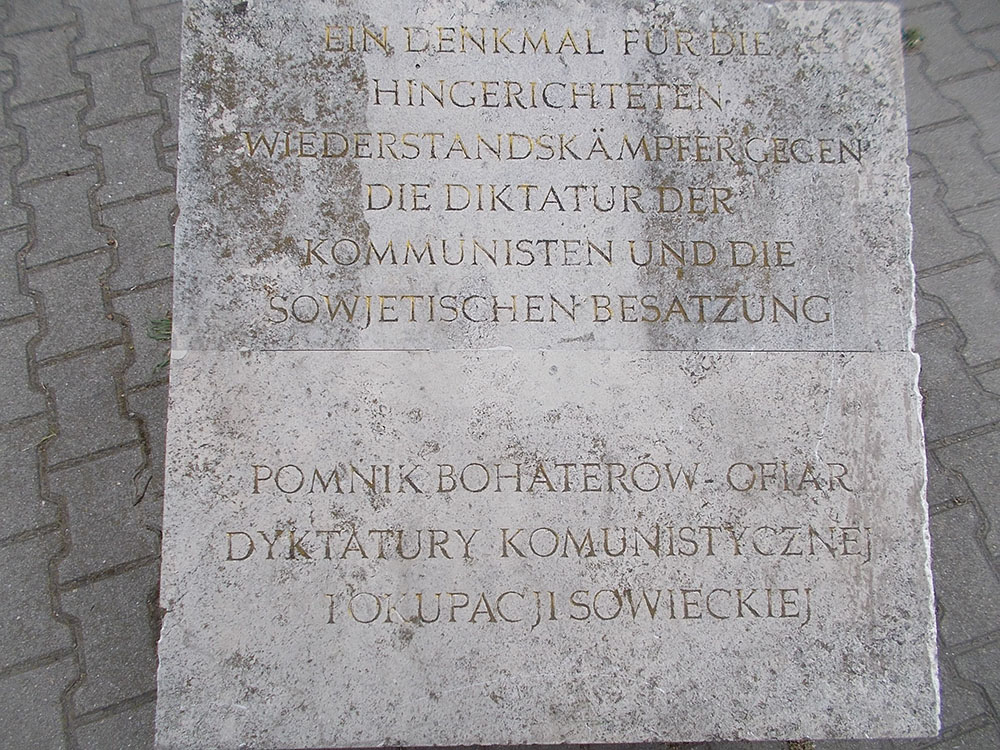 EIN DENKMAL FÜR DIE
HINGERICHTETEN
WIEDERSTANDSKÄMPFER GEGEN
DIE DIKTATUR DER
KOMMUNISTEN UND DIE
SOWJETISCHEN BESATZUNG
POMNIK BOHATERÓW - OFIAR
DYKTATURY KOMUNISTYCZNEJ
I OKUPACJI SOWIECKIEJ